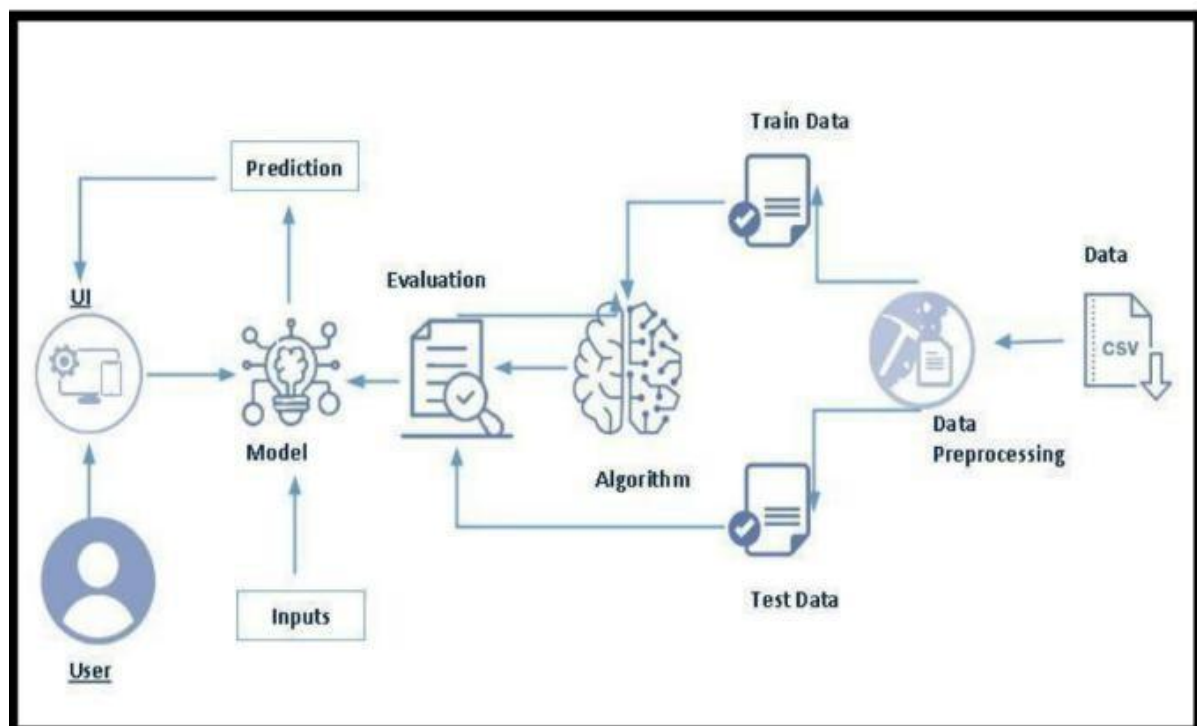 Train Data
Prediction
Data
Evaluation
UI
CSV
Data
Preprocessing
Model
Algorithm
Inputs
Test Data
User